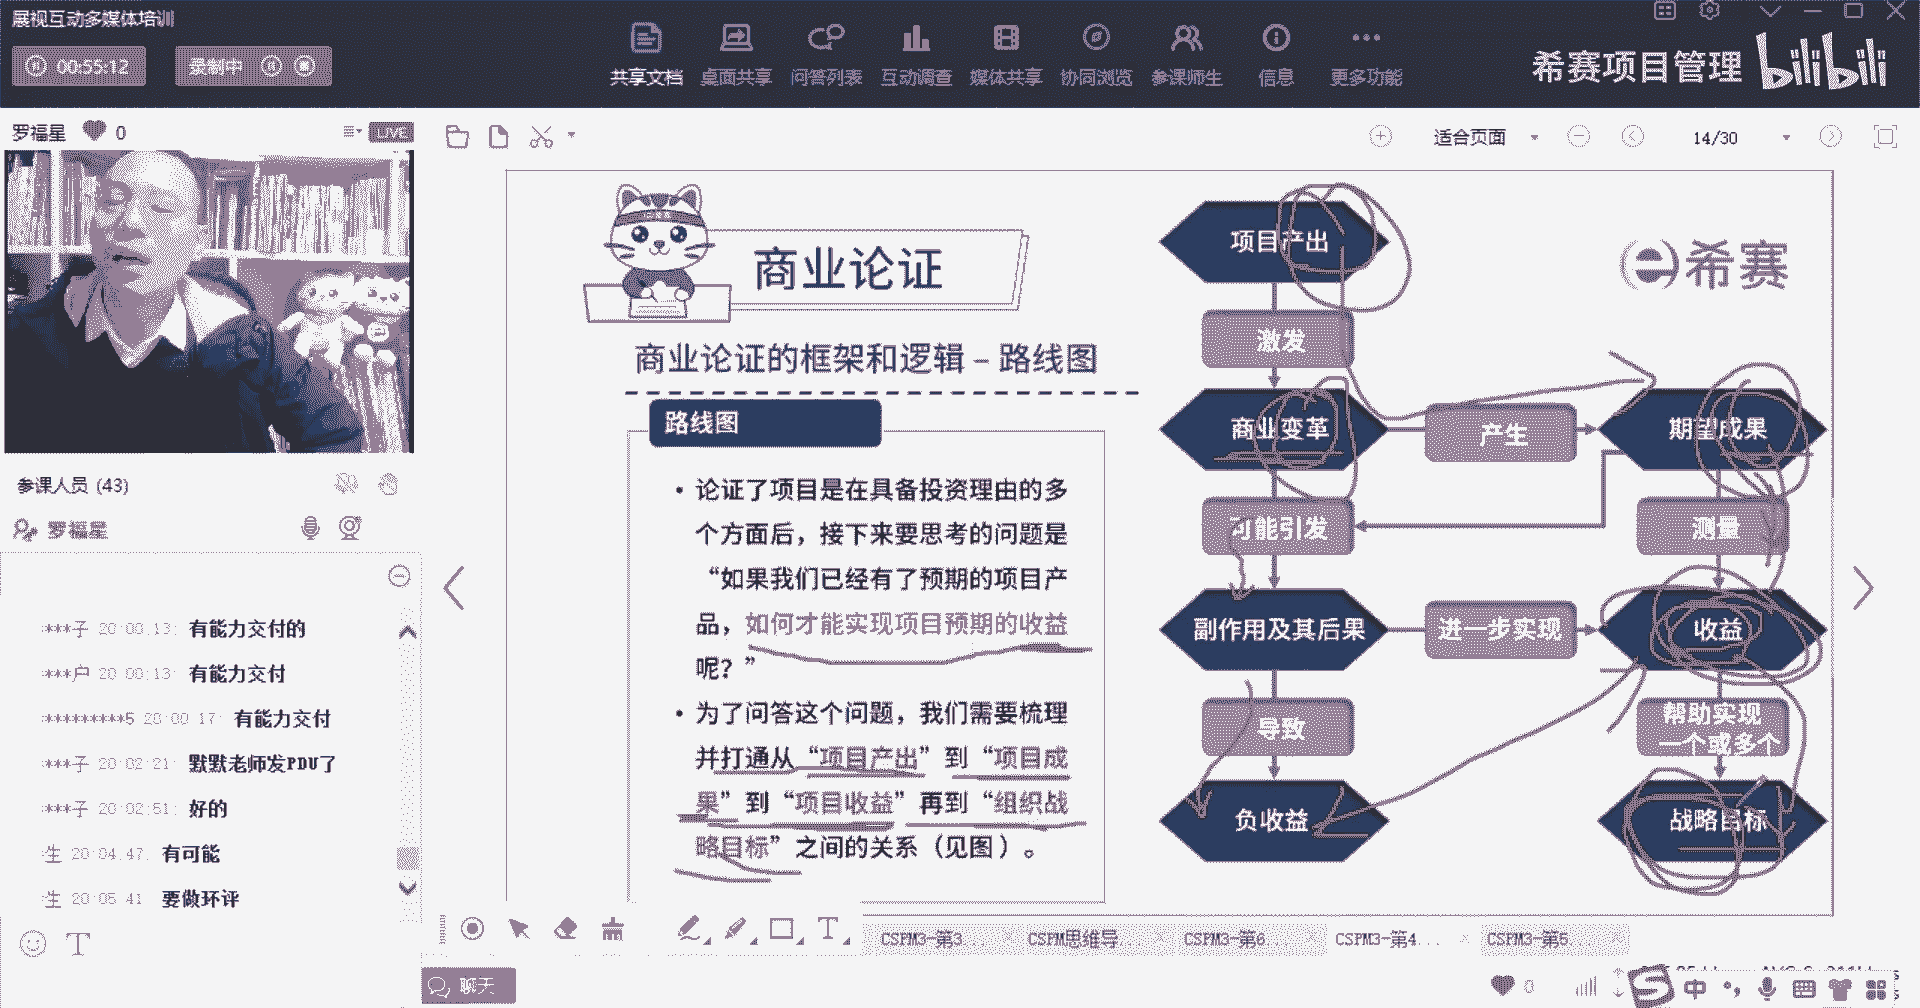 展视互动多媒体培训
00:55:12
录制中
共享文档
桌面共享
问答列表
互动调查
媒体共享
协同浏览
参课师生
信息
更多功能
希赛项目管理
bilibili
罗福星
0
LIVE
适合页面
14/30
参课人员 (43)
罗福星
***子 20:00:13: 有能力交付的
***户 20:00:13: 有能力交付
*********5 20:00:17: 有能力交付
***子 20:02:21: 默默老师发PDU了
***子 20:02:51: 好的
生 20:04:47: 有可能
生 20:05:41: 要做环评
商业论证
希赛
商业论证的框架和逻辑 – 路线图
路线图
• 论证了项目是在具备投资理由的多
个方面后，接下来要思考的问题是
“如果我们已经有了预期的项目产
品，如何才能实现项目预期的收益
呢？”
• 为了问答这个问题，我们需要梳理
并打通从“项目产出”到“项目成
果”到“项目收益”再到“组织战
略目标”之间的关系（见图）。
项目产出
激发
商业变革
产生
期望成果
可能引发
测量
副作用及其后果
进一步实现
收益
导致
帮助实现
一个或多个
负收益
战略目标
CSPM3-第3...
CSPM思维导...
CSPM3-第6...
CSPM3-第4...
CSPM3-第5...
聊天
0
中